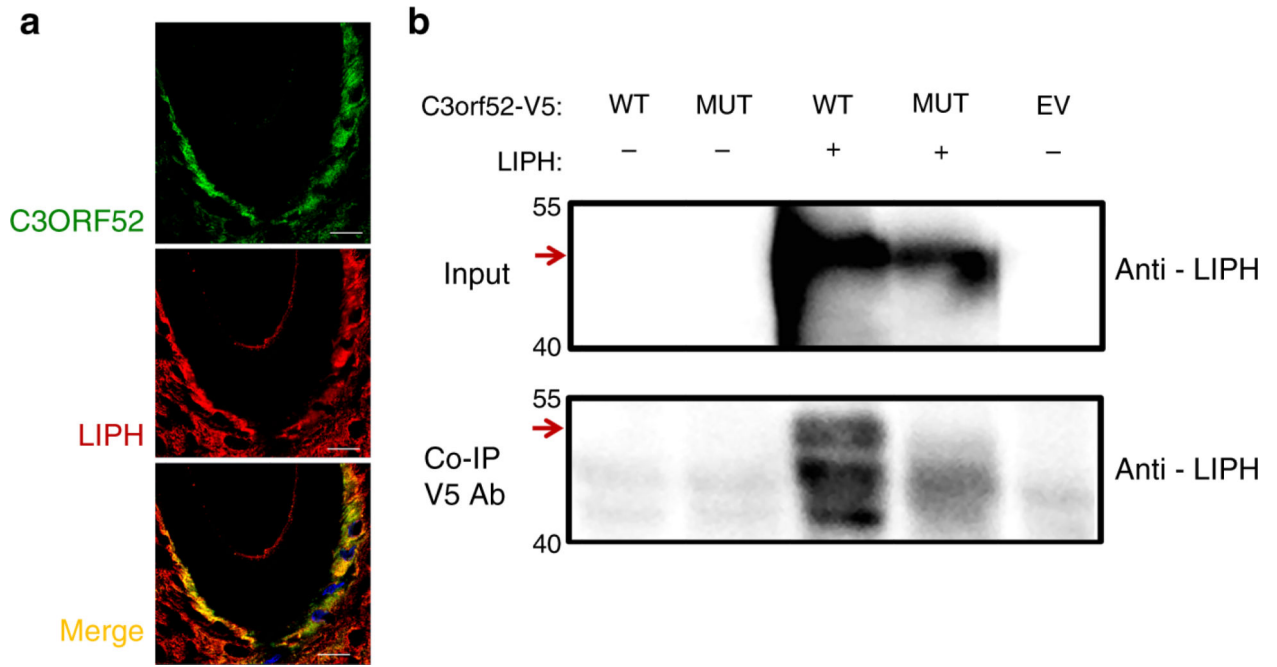 a
C3ORF52
LIPH
Merge
b
C3orf52-V5: WT MUT WT MUT EV
LIPH: – – + + –
55
Input
Anti - LIPH
40
55
Co-IP
V5 Ab
Anti - LIPH
40